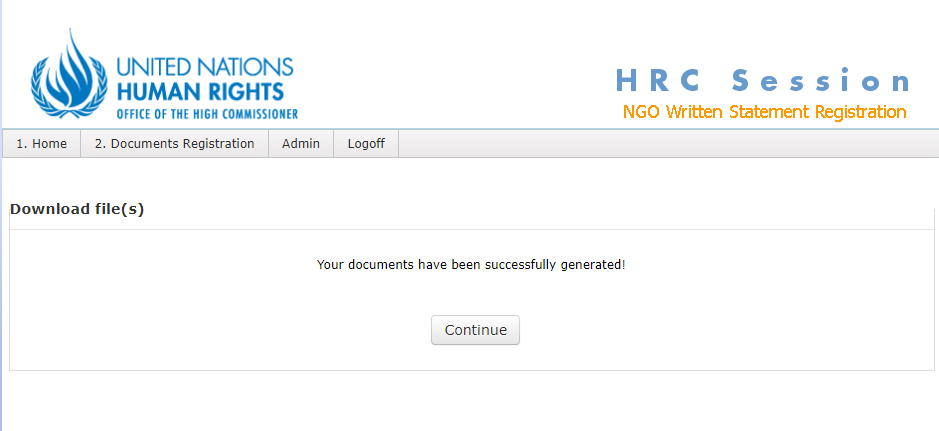 UNITED NATIONS
HUMAN RIGHTS
OFFICE OF THE HIGH COMMISSIONER
HRC Session
NGO Written Statement Registration
1. Home
2. Documents Registration
Admin
Logoff
Download file(s)
Your documents have been successfully generated!
Continue